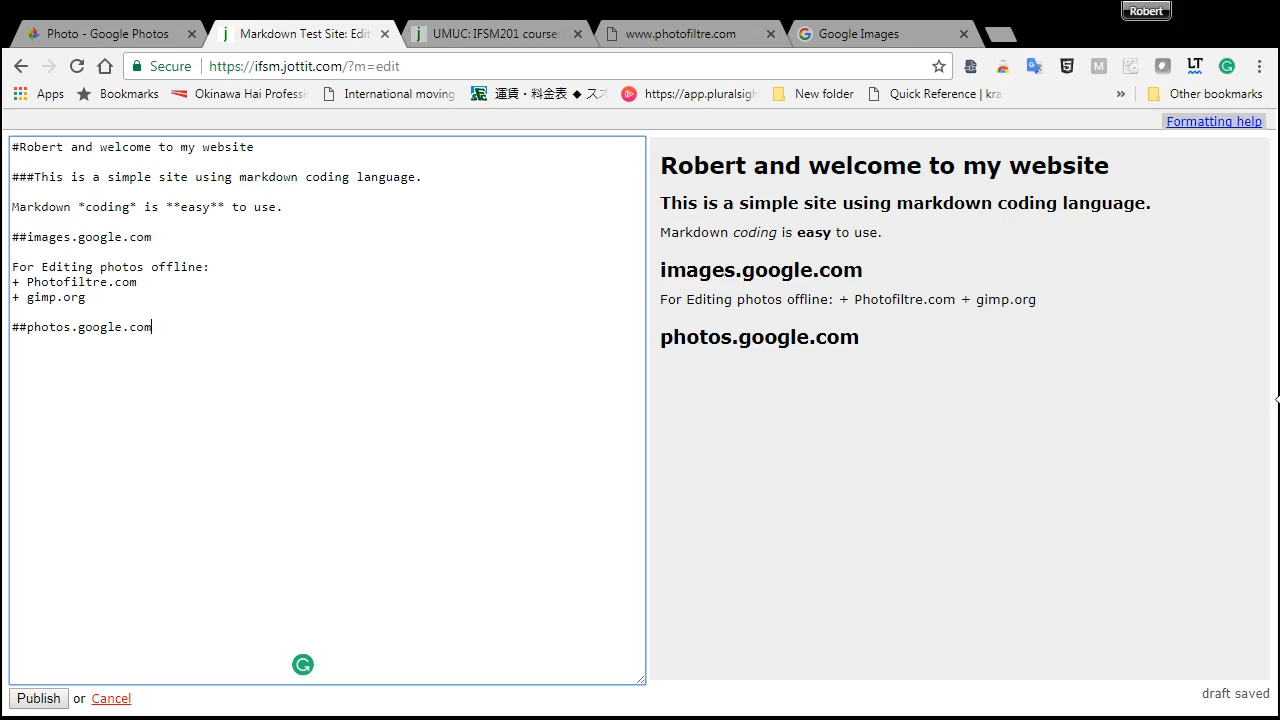 Robert
Photo - Google Photos
Markdown Test Site: Edit
UMUC: IFSM201 course:
www.photofiltre.com
Google Images
Secure
https://ifsm.jottit.com/?m=edit
Apps
Bookmarks
Okinawa Hai Professi
International moving
運賃・料金表 ◆ スズ
https://app.pluralsigh
New folder
Quick Reference | kra
»
Other bookmarks
Formatting help
#Robert and welcome to my website
###This is a simple site using markdown coding language.
Markdown *coding* is **easy** to use.
##images.google.com
For Editing photos offline:
+ Photofiltre.com
+ gimp.org
##photos.google.com
Robert and welcome to my website
This is a simple site using markdown coding language.
Markdown coding is easy to use.
images.google.com
For Editing photos offline: + Photofiltre.com + gimp.org
photos.google.com
Publish or Cancel
draft saved